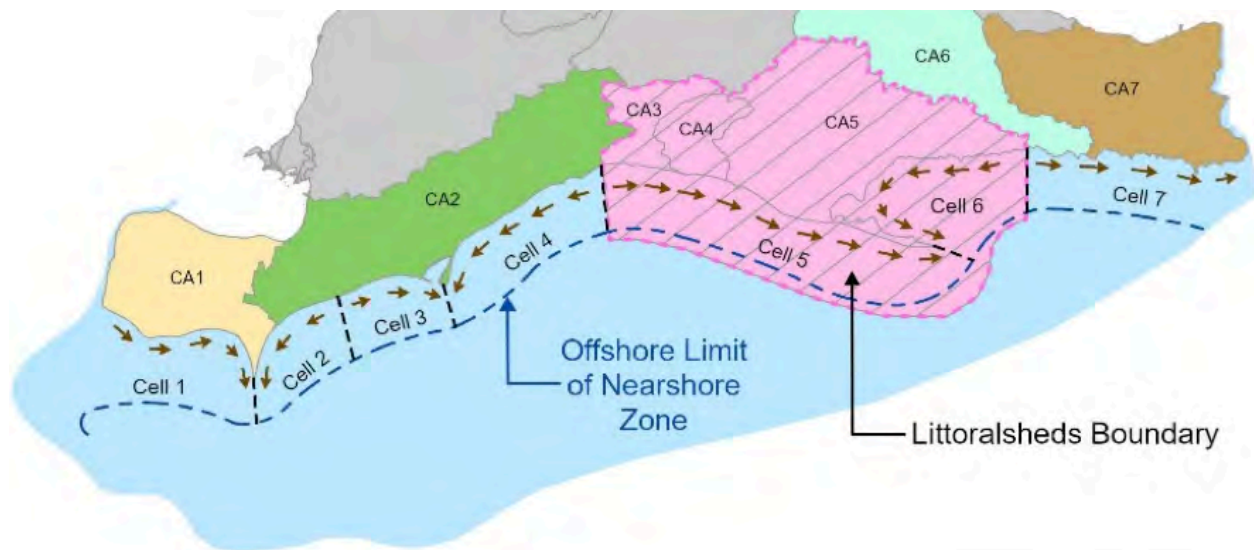 CA6
CA7
CA3
CA4
CA5
CA2
CA1
Cell 6
Cell 7
Cell 4
Cell 5
Cell 3
Cell 2
Cell 1
Offshore Limit
of Nearshore
Zone
Littoralsheds Boundary